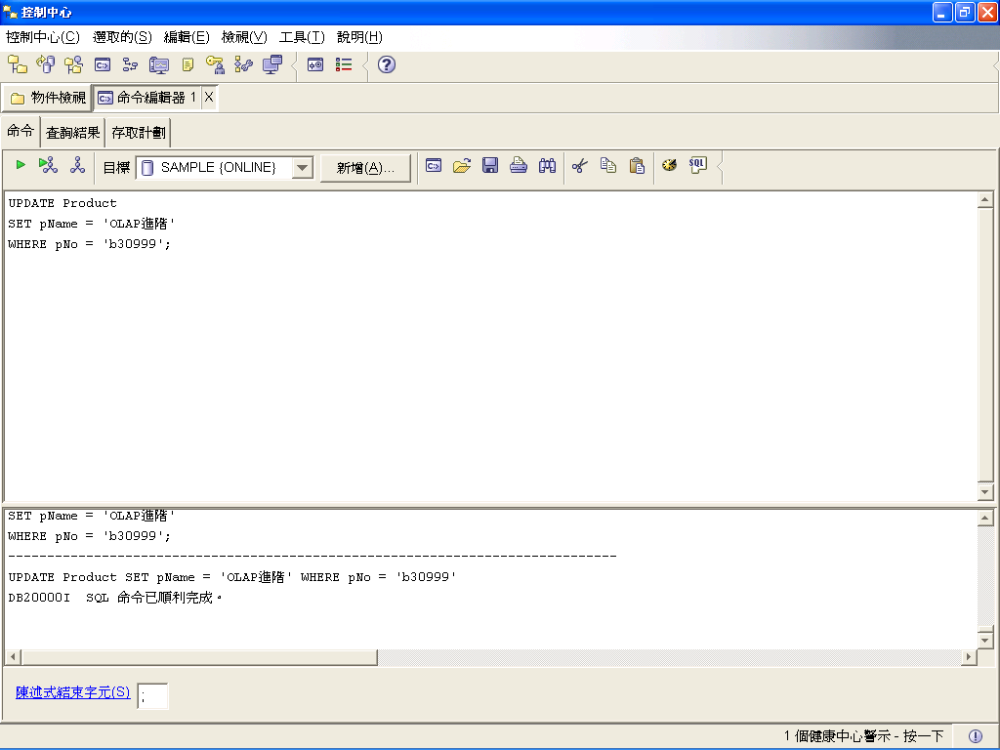 控制中心
控制中心(C) 選取的(S) 編輯(E) 檢視(V) 工具(T) 說明(H)
物件檢視 命令編輯器 1 X
命令 查詢結果 存取計劃
目標 SAMPLE {ONLINE} 新增(A)... SQL
UPDATE Product
SET pName = 'OLAP進階'
WHERE pNo = 'b30999';
SET pName = 'OLAP進階'
WHERE pNo = 'b30999';
------------------------------------------------------------------------------
UPDATE Product SET pName = 'OLAP進階' WHERE pNo = 'b30999'
DB20000I  SQL 命令已順利完成。
陳述式結束字元(S) ;
1 個健康中心警示 - 按一下